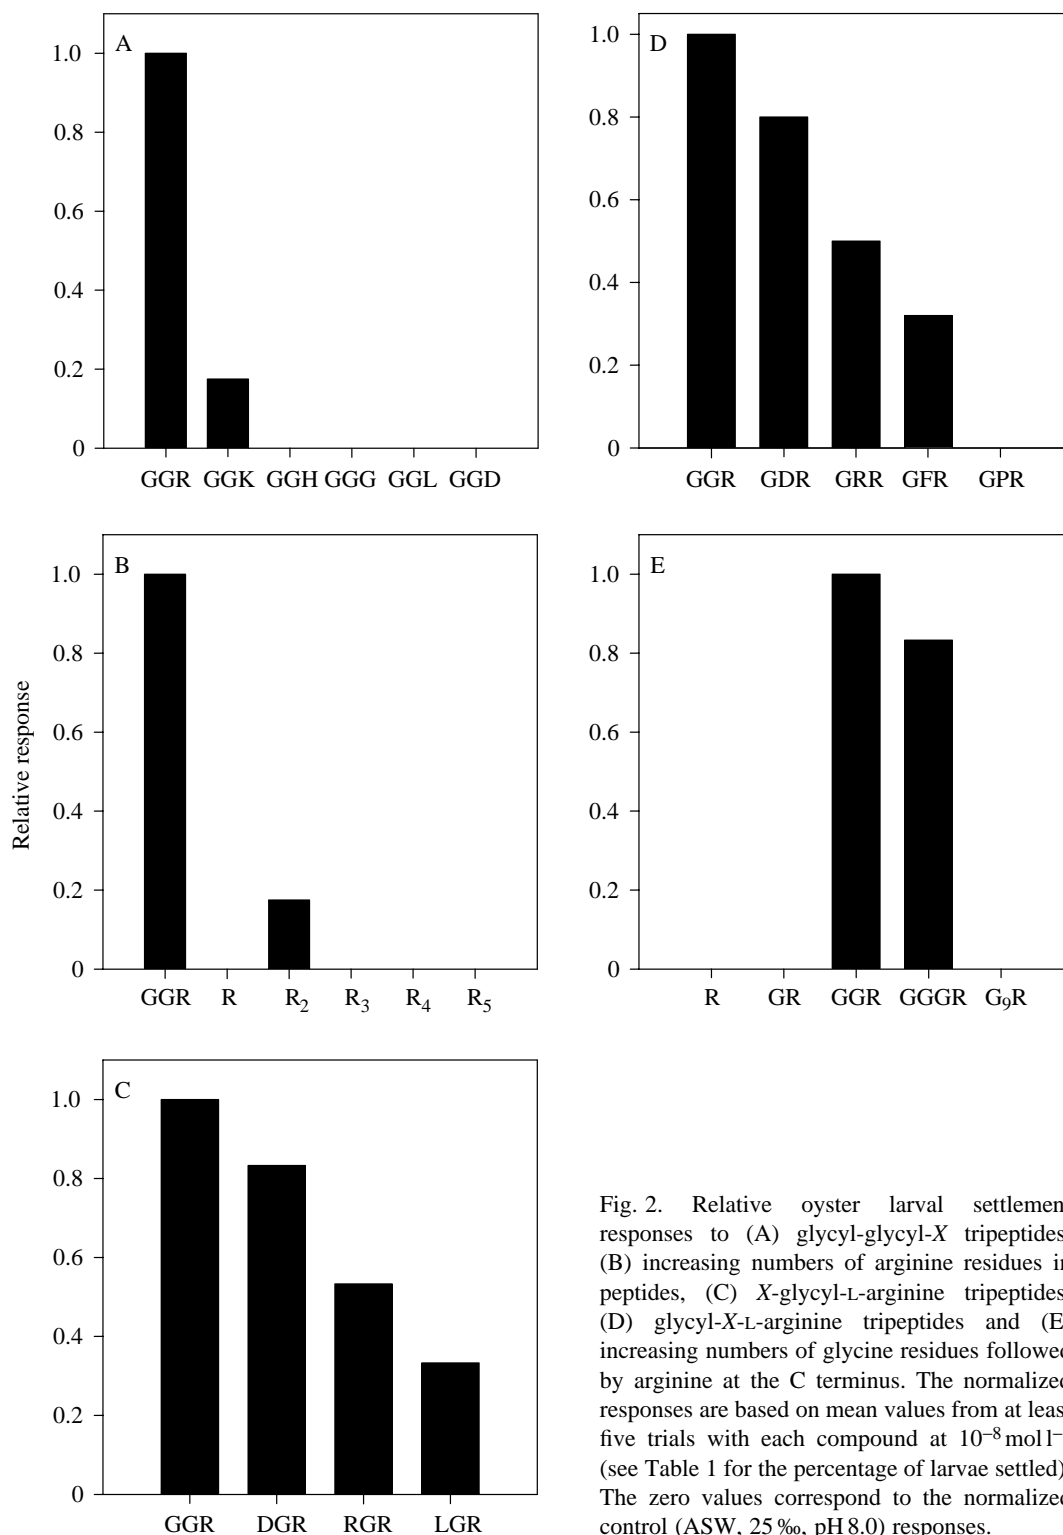 A
1.0
0.8
0.6
0.4
0.2
0
GGR GGK GGH GGG GGL GGD
D
1.0
0.8
0.6
0.4
0.2
0
GGR GDR GRR GFR GPR
Relative response
B
1.0
0.8
0.6
0.4
0.2
0
GGR R R2 R3 R4 R5
E
1.0
0.8
0.6
0.4
0.2
0
R GR GGR GGGR G9R
C
1.0
0.8
0.6
0.4
0.2
0
GGR DGR RGR LGR
Fig. 2. Relative oyster larval settlemen
responses to (A) glycyl-glycyl-X tripeptides
(B) increasing numbers of arginine residues in
peptides, (C) X-glycyl-L-arginine tripeptides
(D) glycyl-X-L-arginine tripeptides and (E
increasing numbers of glycine residues followed
by arginine at the C terminus. The normalized
responses are based on mean values from at leas
five trials with each compound at 10–8 mol l–
(see Table 1 for the percentage of larvae settled)
The zero values correspond to the normalized
control (ASW, 25 ‰, pH 8.0) responses.